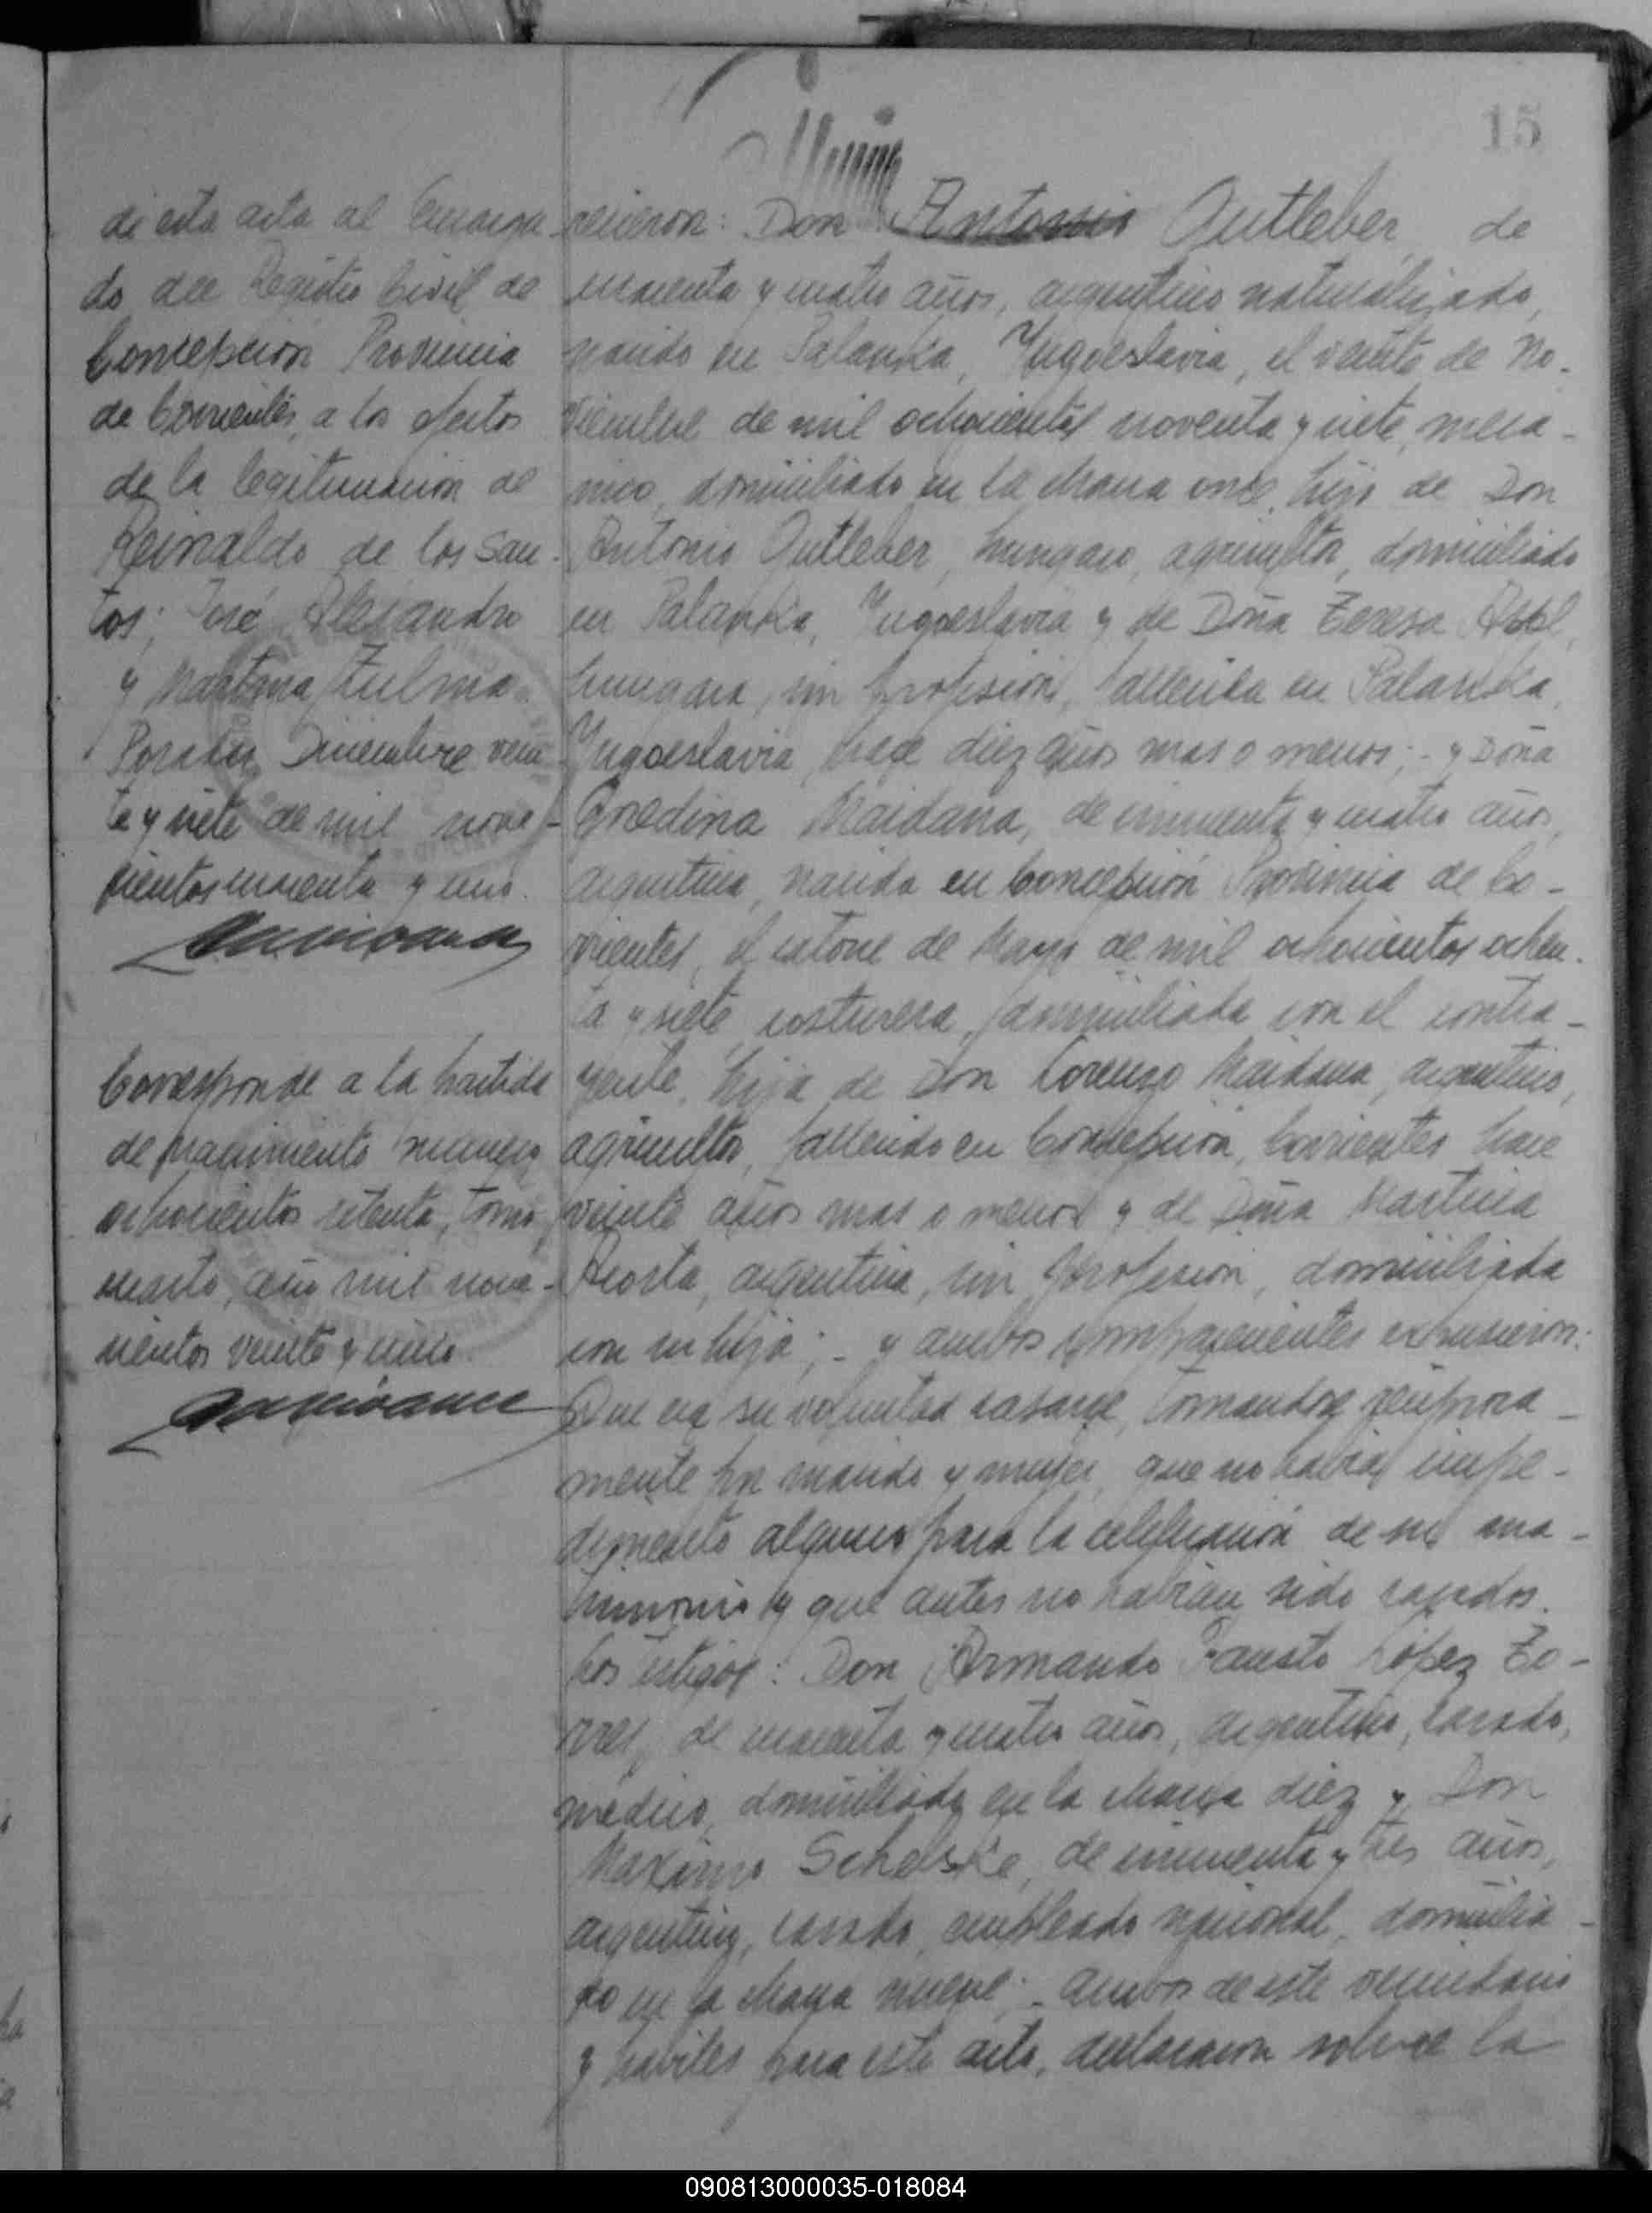 15
de esta acta al Encarga-
do del Registro Civil de
Concepción Provincia
de Corrientes, a los efectos
de la legitimación de
Reinaldo de los San-
tos; José Alejandro
y Martina Zulma.
Posadas Diciembre vein-
te y siete de mil nove-
cientos cuarenta y uno.
Corresponde a la partida
de nacimiento número
ochocientos setenta, tomo
cuarto, año mil nove-
cientos veinte y cinco.
recieron: Don Antonio Gutleber, de
cuarenta y cuatro años, argentino naturalizado,
nacido en Palanka, Yugoeslavia, el veinte de No-
viembre de mil ochocientos noventa y siete, mecá-
nico, domiciliado en la chacra once, hijo de Don
Antonio Gutleber, húngaro, agricultor, domiciliado
en Palanka, Yugoeslavia y de Doña Teresa
húngara, sin profesión, fallecida en Palanka,
Yugoeslavia, hace diez años mas o menos; - y Doña
Gnedina Maidana, de cincuenta y cuatro años,
argentina, nacida en Concepción Provincia de Co-
rrientes, el catorce de Mayo de mil ochocientos ochen-
ta y siete, costurera, domiciliada con el contra-
yente, hija de Don Lorenzo Maidana, argentino,
agricultor, fallecido en Concepción, Corrientes hace
veinte años mas o menos y de Doña Martina
Acosta, argentina, sin profesión, domiciliada
con su hija; - y ambos comparecientes expusieron:
Que era su voluntad casarse, tomandose recíproca-
mente por marido y mujer, que no había impe-
dimento alguno para la celebración de su ma-
trimonio y que antes no habían sido casados.
Los testigos: Don Armando Fausto López To-
rres, de cuarenta y cuatro años, argentino, casado,
médico, domiciliado en la chacra diez y Don
Máximo Schelske, de cincuenta y tres años,
argentino, casado, empleado nacional, domicilia-
do en la chacra nueve; - ambos de este vecindario
y hábiles para este acto, declararon sobre la
090813000035-018084